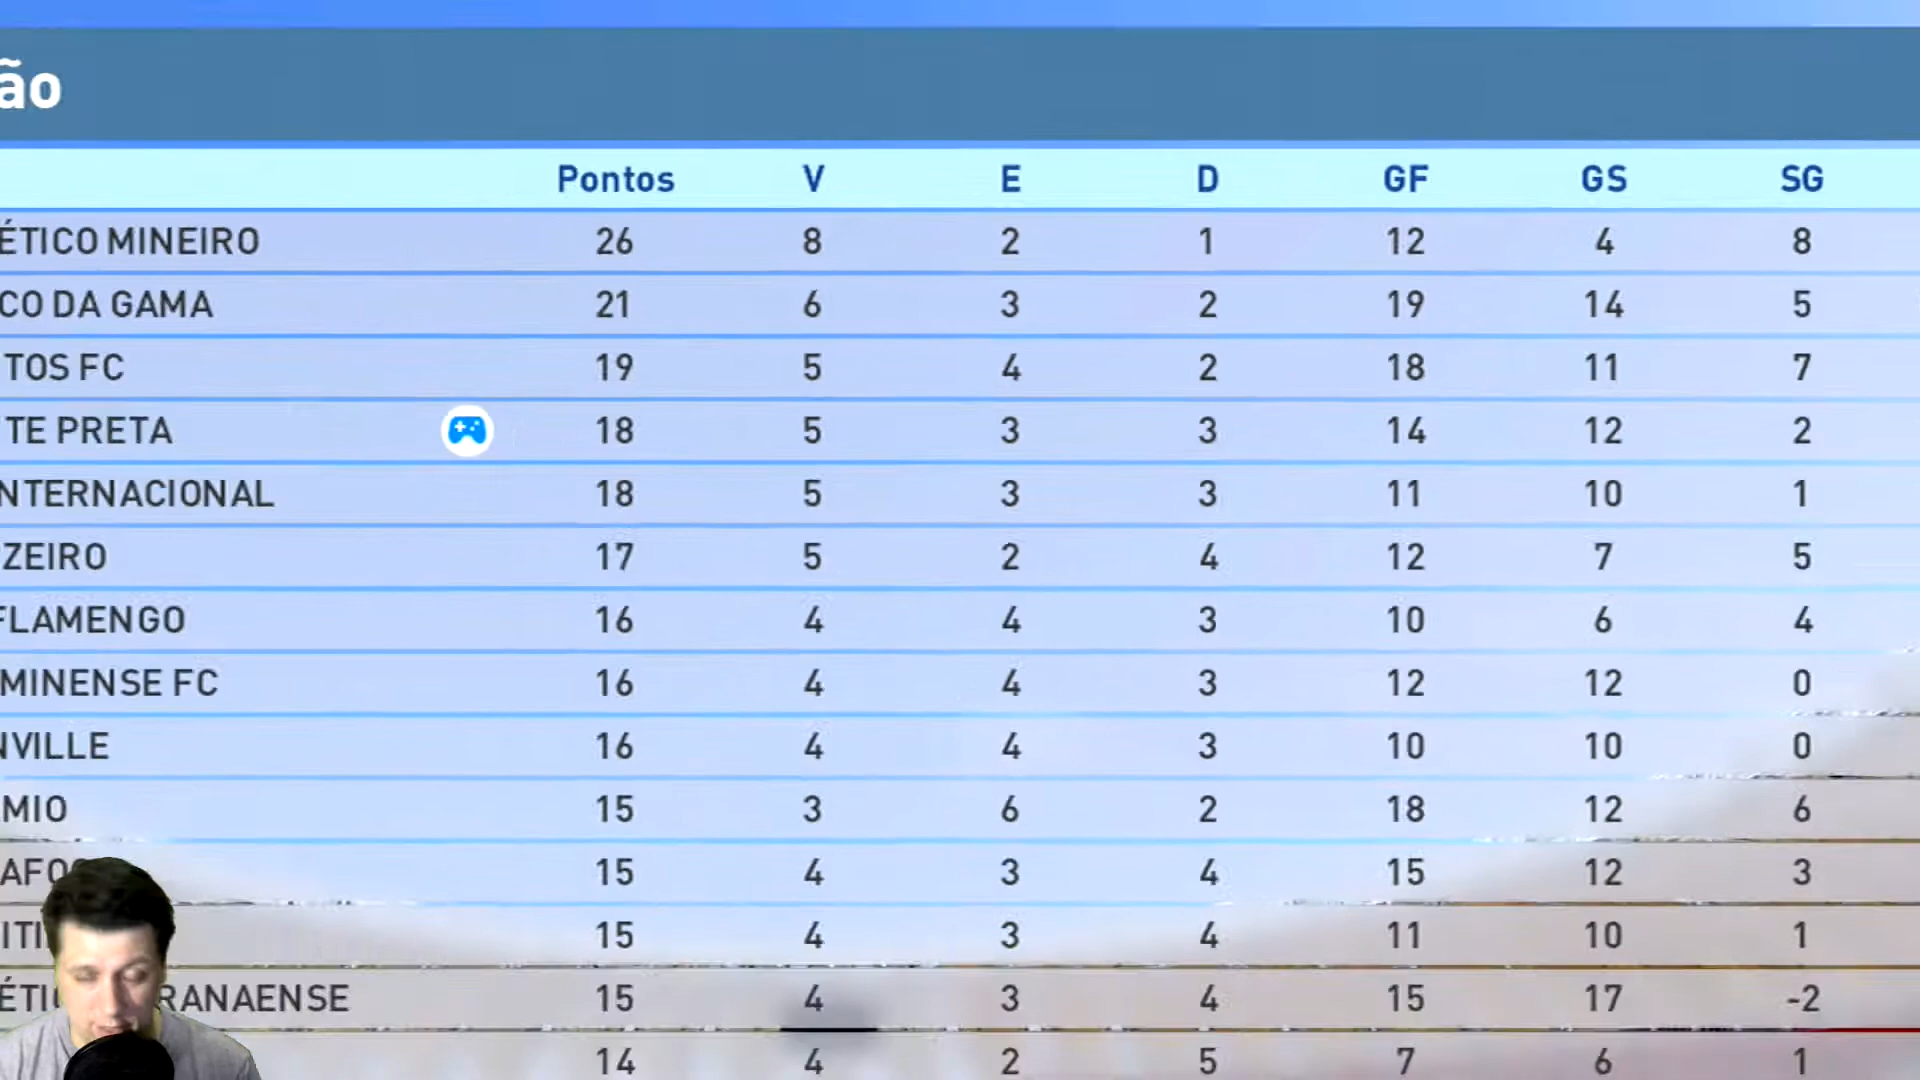 ão
Pontos V E D GF GS SG
ÉTICO MINEIRO 26 8 2 1 12 4 8
CO DA GAMA 21 6 3 2 19 14 5
TOS FC 19 5 4 2 18 11 7
TE PRETA 18 5 3 3 14 12 2
NTERNACIONAL 18 5 3 3 11 10 1
ZEIRO 17 5 2 4 12 7 5
FLAMENGO 16 4 4 3 10 6 4
MINENSE FC 16 4 4 3 12 12 0
NVILLE 16 4 4 3 10 10 0
MIO 15 3 6 2 18 12 6
AFO 15 4 3 4 15 12 3
ITI 15 4 3 4 11 10 1
ÉTI RANAENSE 15 4 3 4 15 17 -2
14 4 2 5 7 6 1